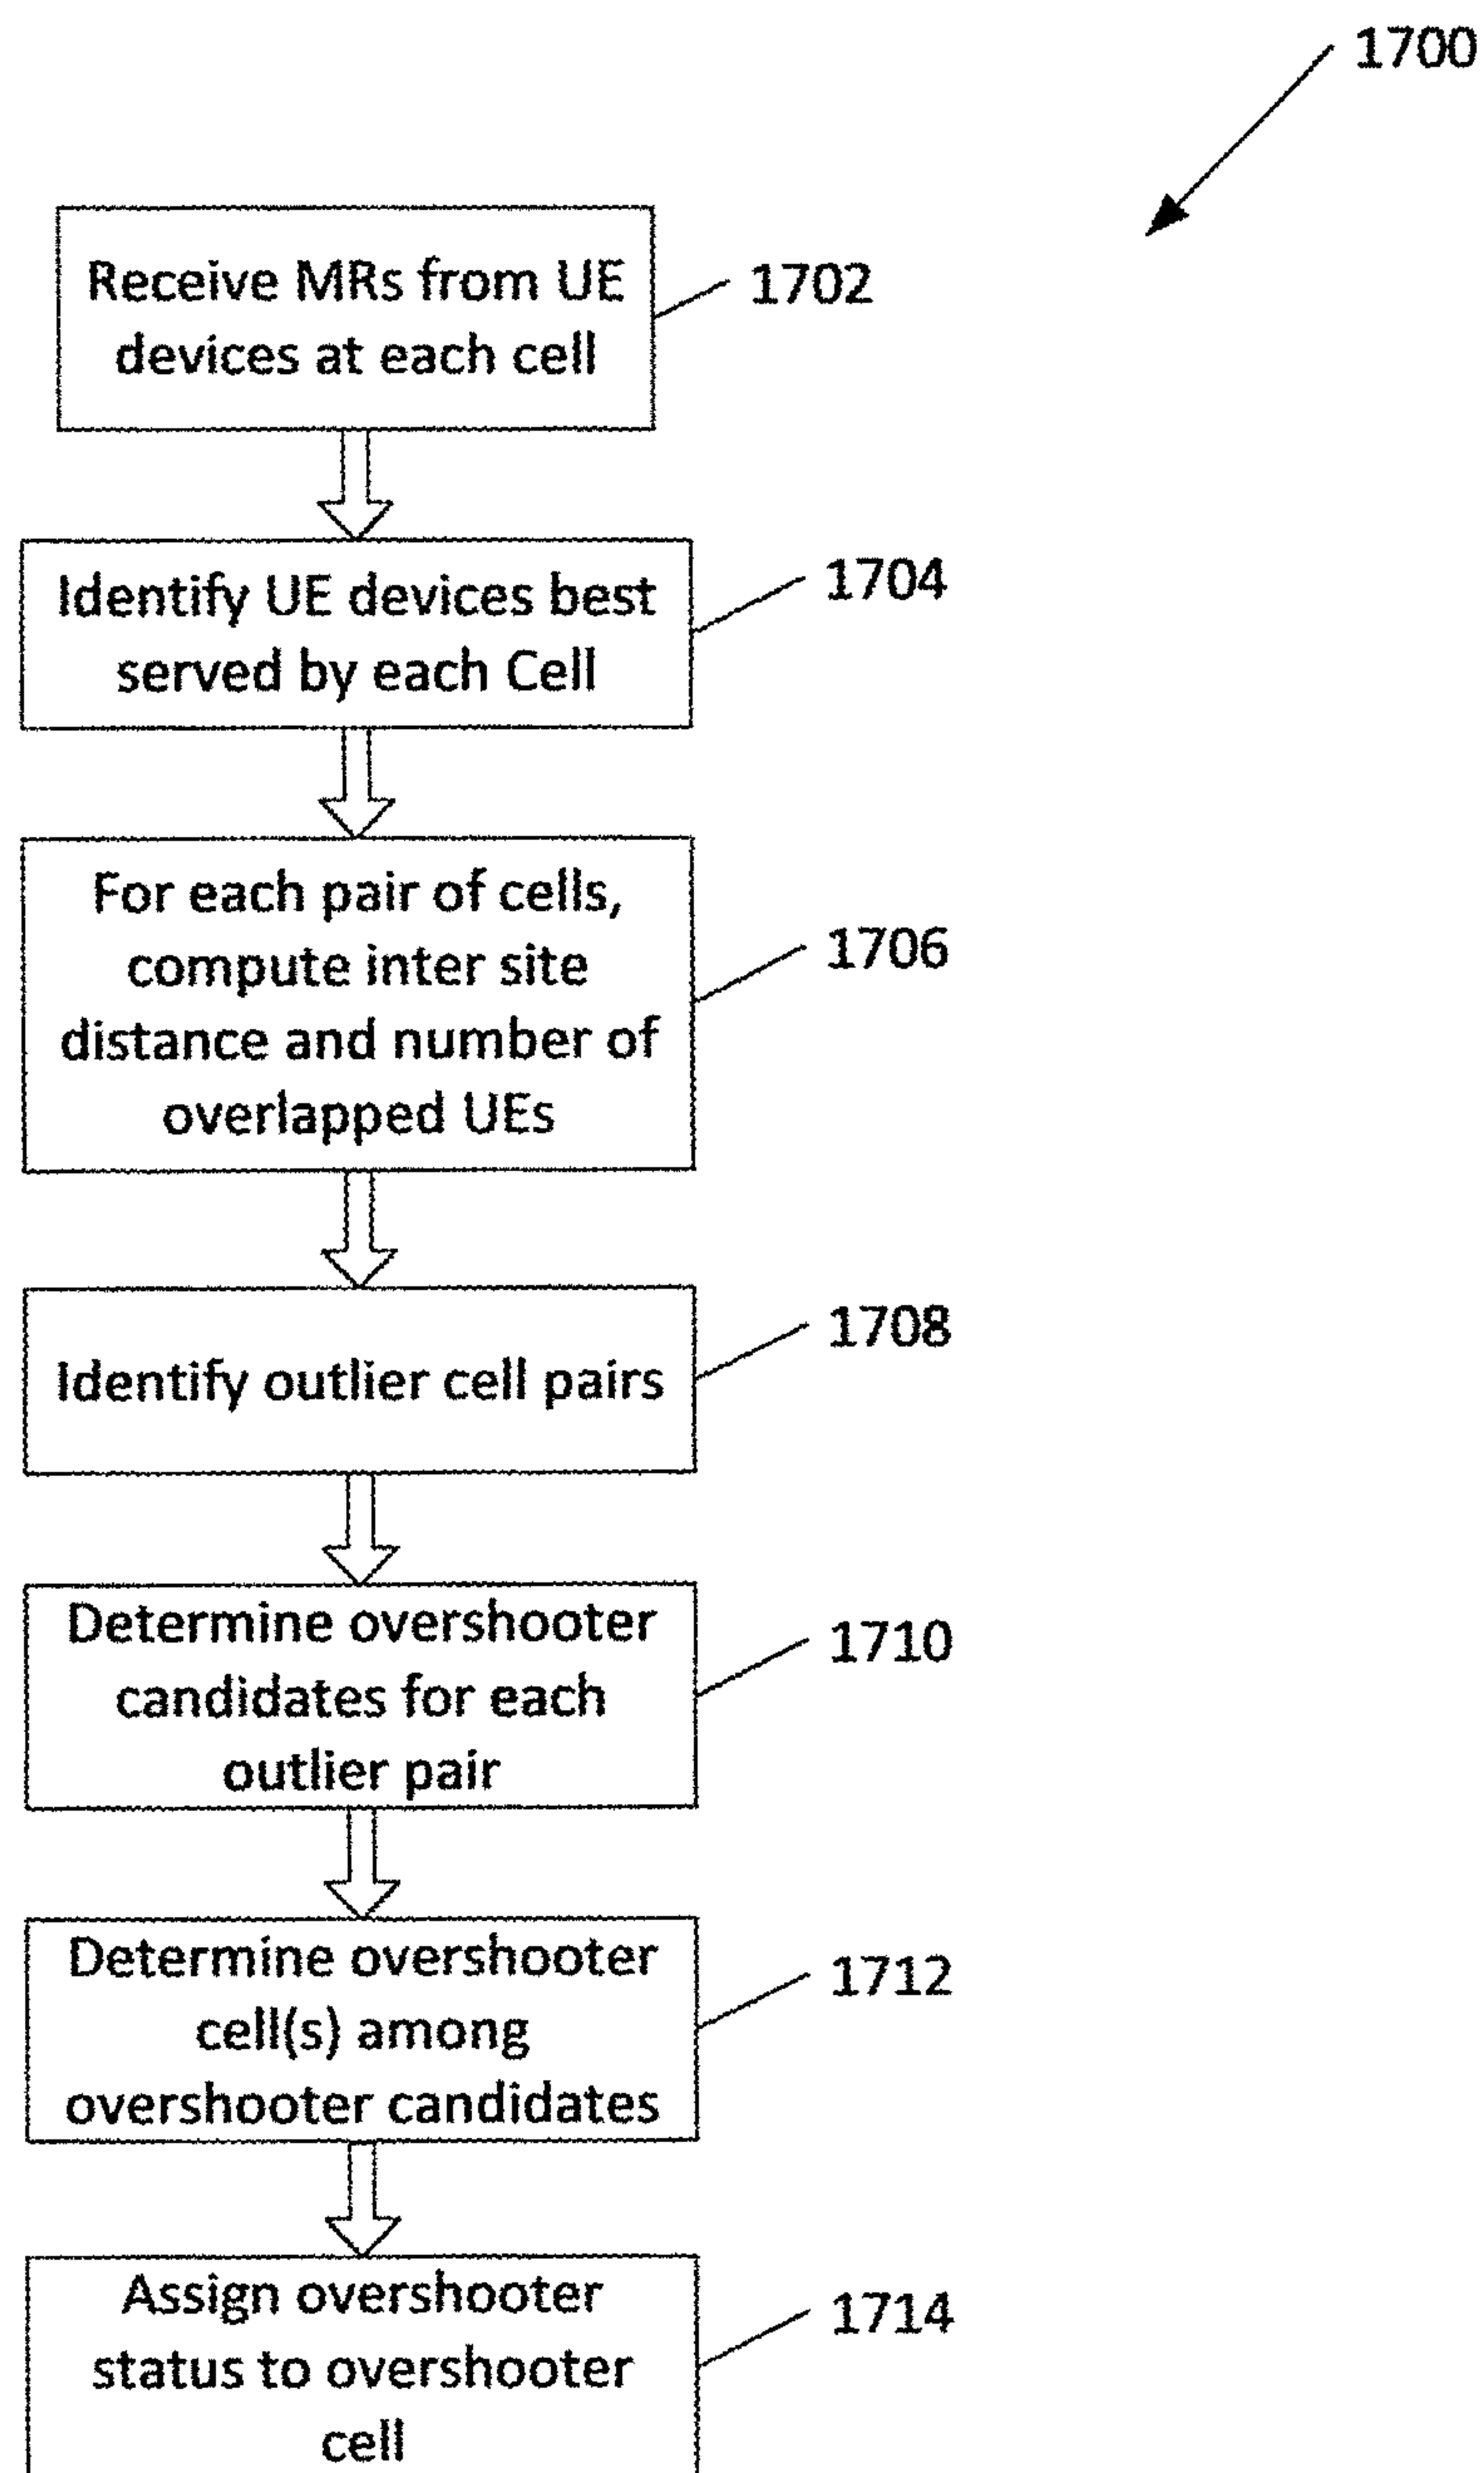 1700
Receive MRs from UE
devices at each cell
1702
Identify UE devices best
served by each Cell
1704
For each pair of cells,
compute inter site
distance and number of
overlapped UEs
1706
Identify outlier cell pairs
1708
Determine overshooter
candidates for each
outlier pair
1710
Determine overshooter
cell(s) among
overshooter candidates
1712
Assign overshooter
status to overshooter
cell
1714